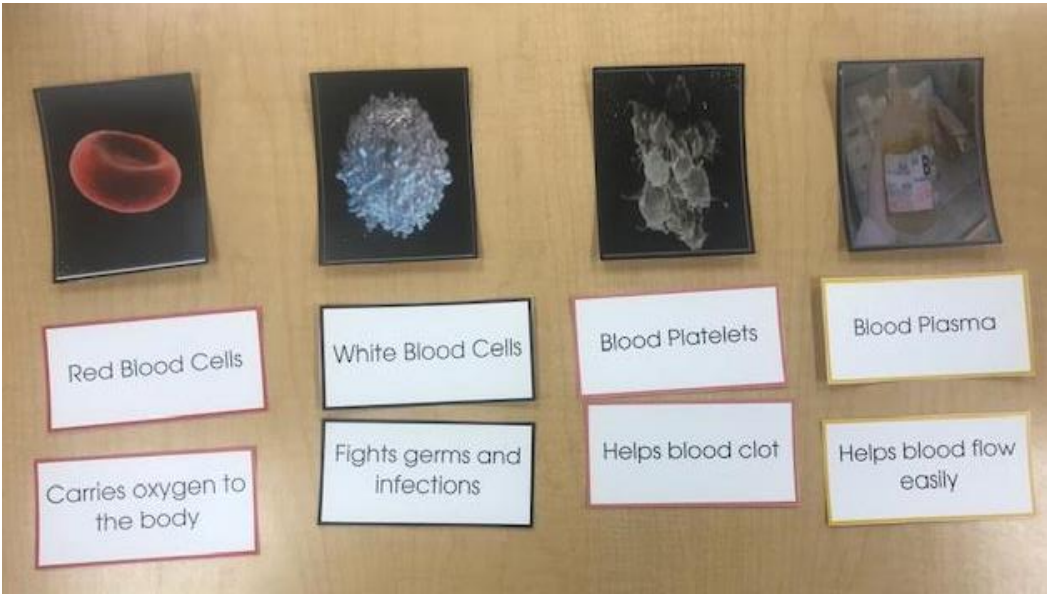 B
Red Blood Cells
White Blood Cells
Blood Platelets
Blood Plasma
Carries oxygen to
the body
Fights germs and
infections
Helps blood clot
Helps blood flow
easily